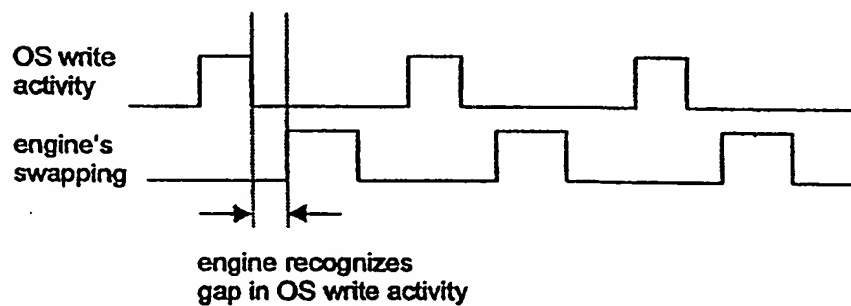 OS write
activity
engine's
swapping
engine recognizes
gap in OS write activity